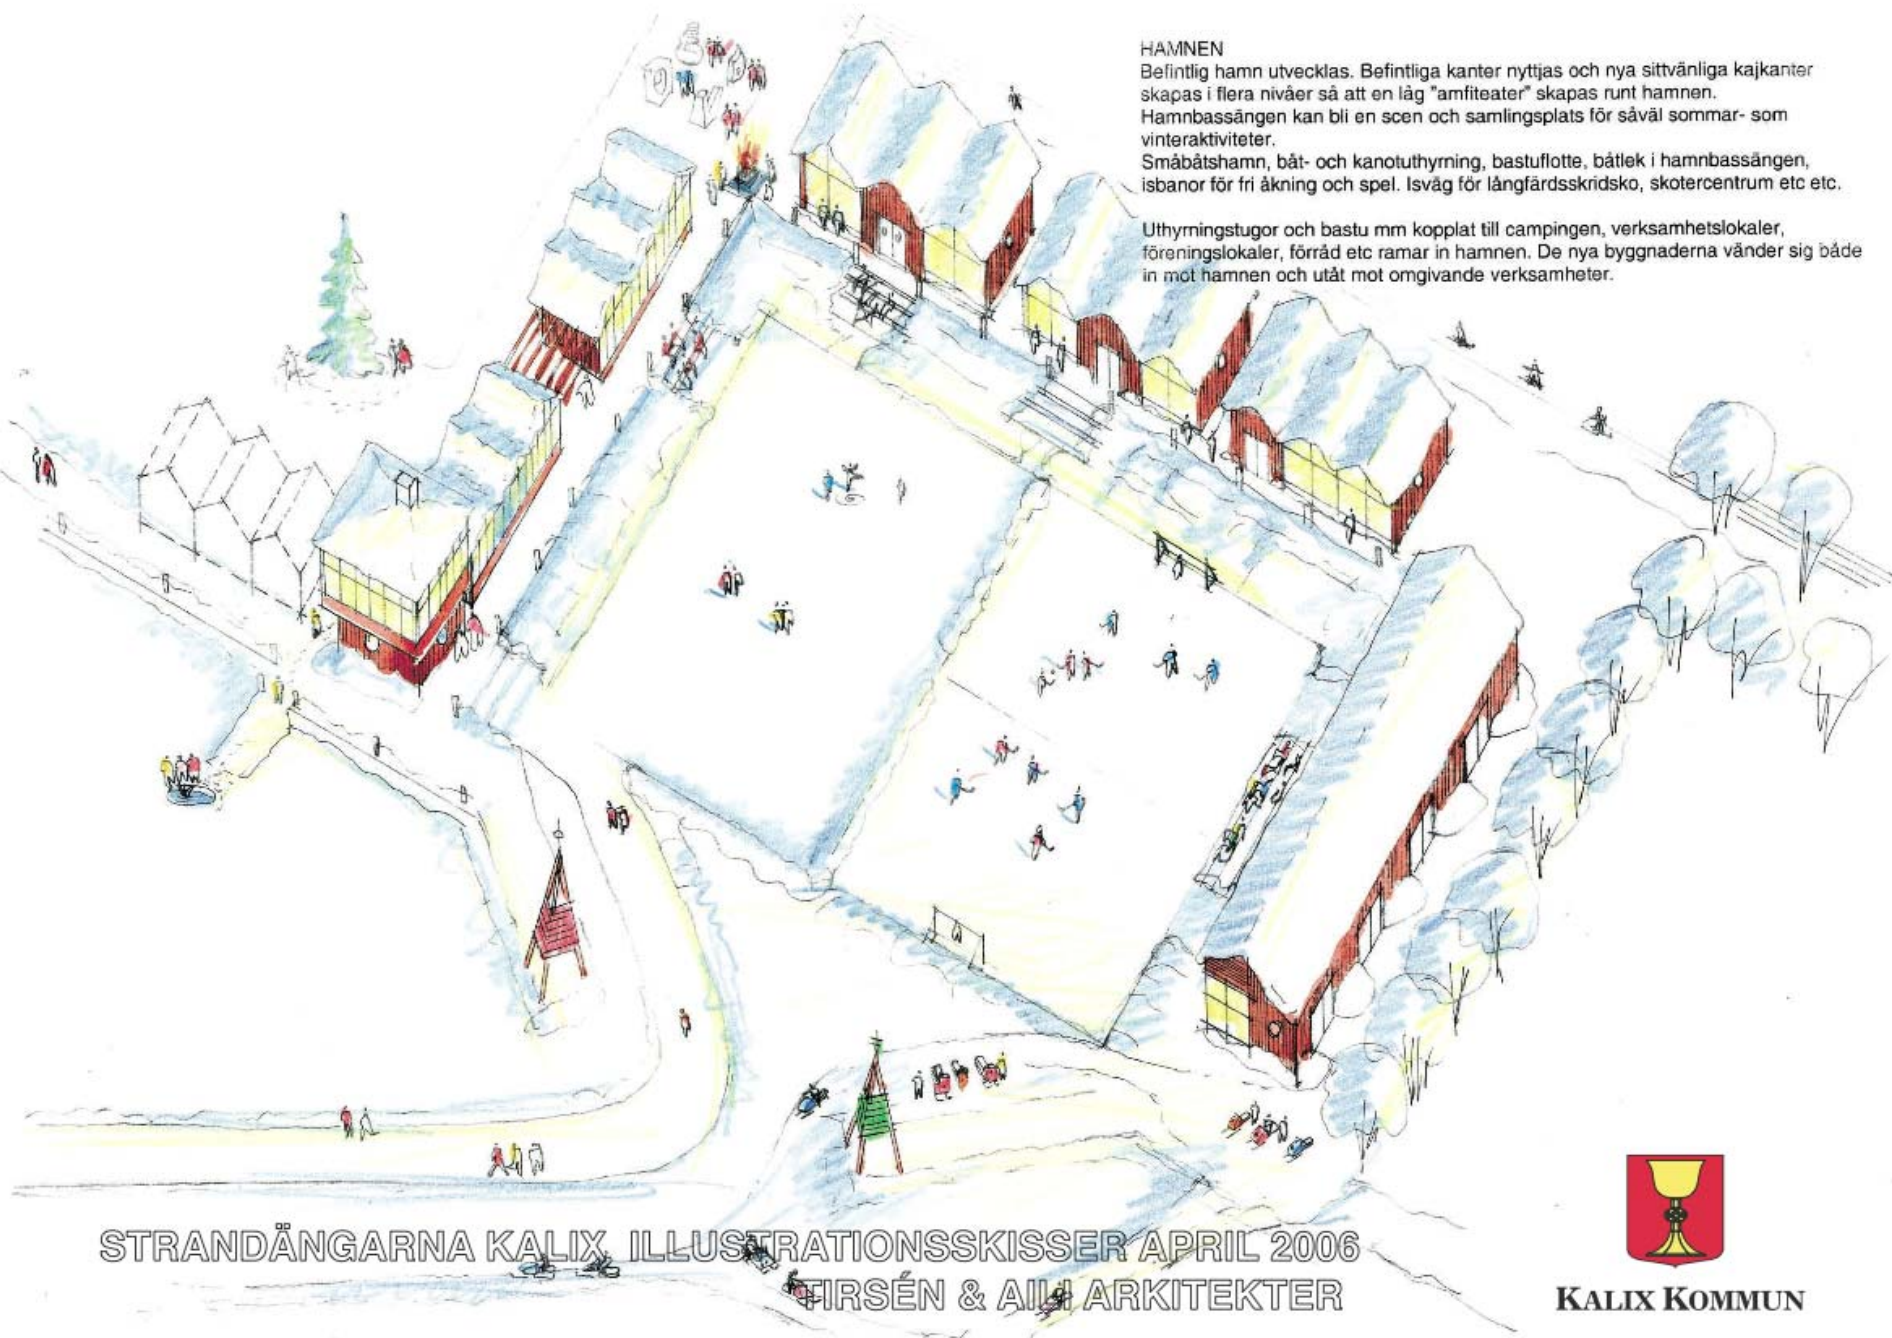 HAMNEN
Befintlig hamn utvecklas. Befintliga kanter nyttjas och nya sittvänliga kajkanter
skapas i flera nivåer så att en låg "amfiteater" skapas runt hamnen.
Hamnbassängen kan bli en scen och samlingsplats för såväl sommar- som
vinteraktiviteter.
Småbåtshamn, båt- och kanotuthyrning, bastuflotte, båtlek i hamnbassängen,
isbanor för fri åkning och spel. Isväg för långfärdsskridsko, skotercentrum etc etc.
Uthyrningstugor och bastu mm kopplat till campingen, verksamhetslokaler,
föreningslokaler, förråd etc ramar in hamnen. De nya byggnaderna vänder sig både
in mot hamnen och utåt mot omgivande verksamheter.
STRANDÄNGARNA KALIX ILLUSTRATIONSSKISSER APRIL 2006
TIRSÉN & AILI ARKITEKTER
KALIX KOMMUN